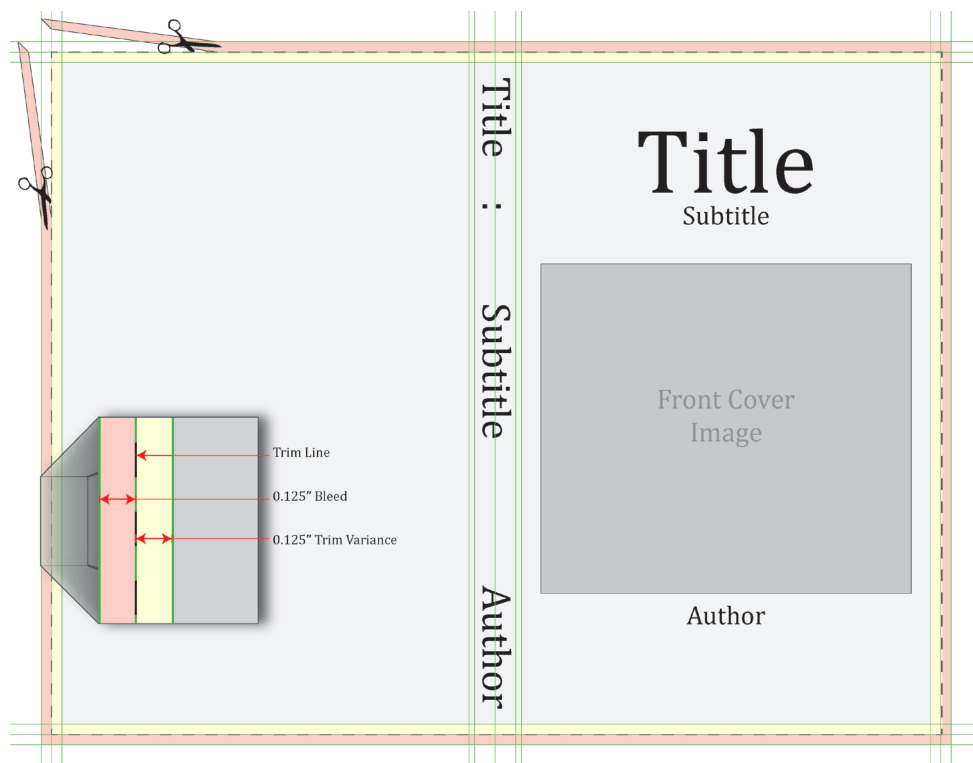 Title : Subtitle Author
Title
Subtitle
Front Cover
Image
Author
Trim Line
0.125" Bleed
0.125" Trim Variance